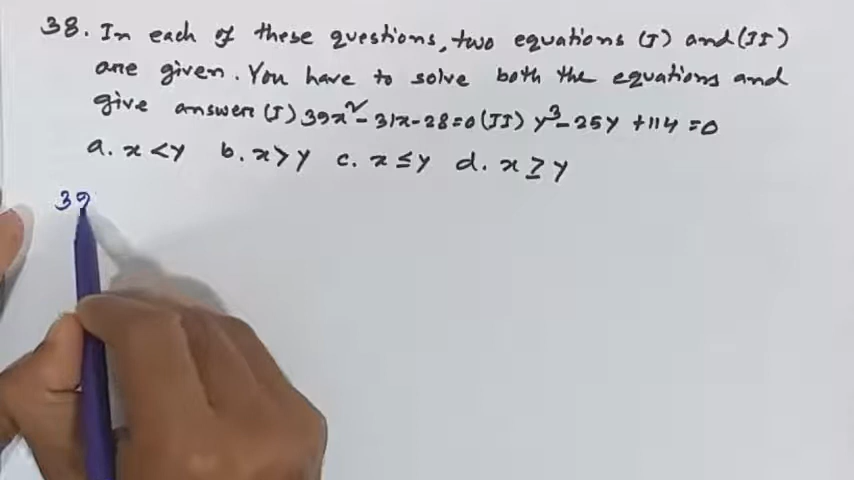 38. In each of these questions, two equations (I) and (II)
are given. You have to solve both the equations and
give answer (I) 39x² - 31x - 28 = 0 (II) y³ - 25y + 114 = 0
a. x < y b. x > y c. x ≤ y d. x ≥ y
39